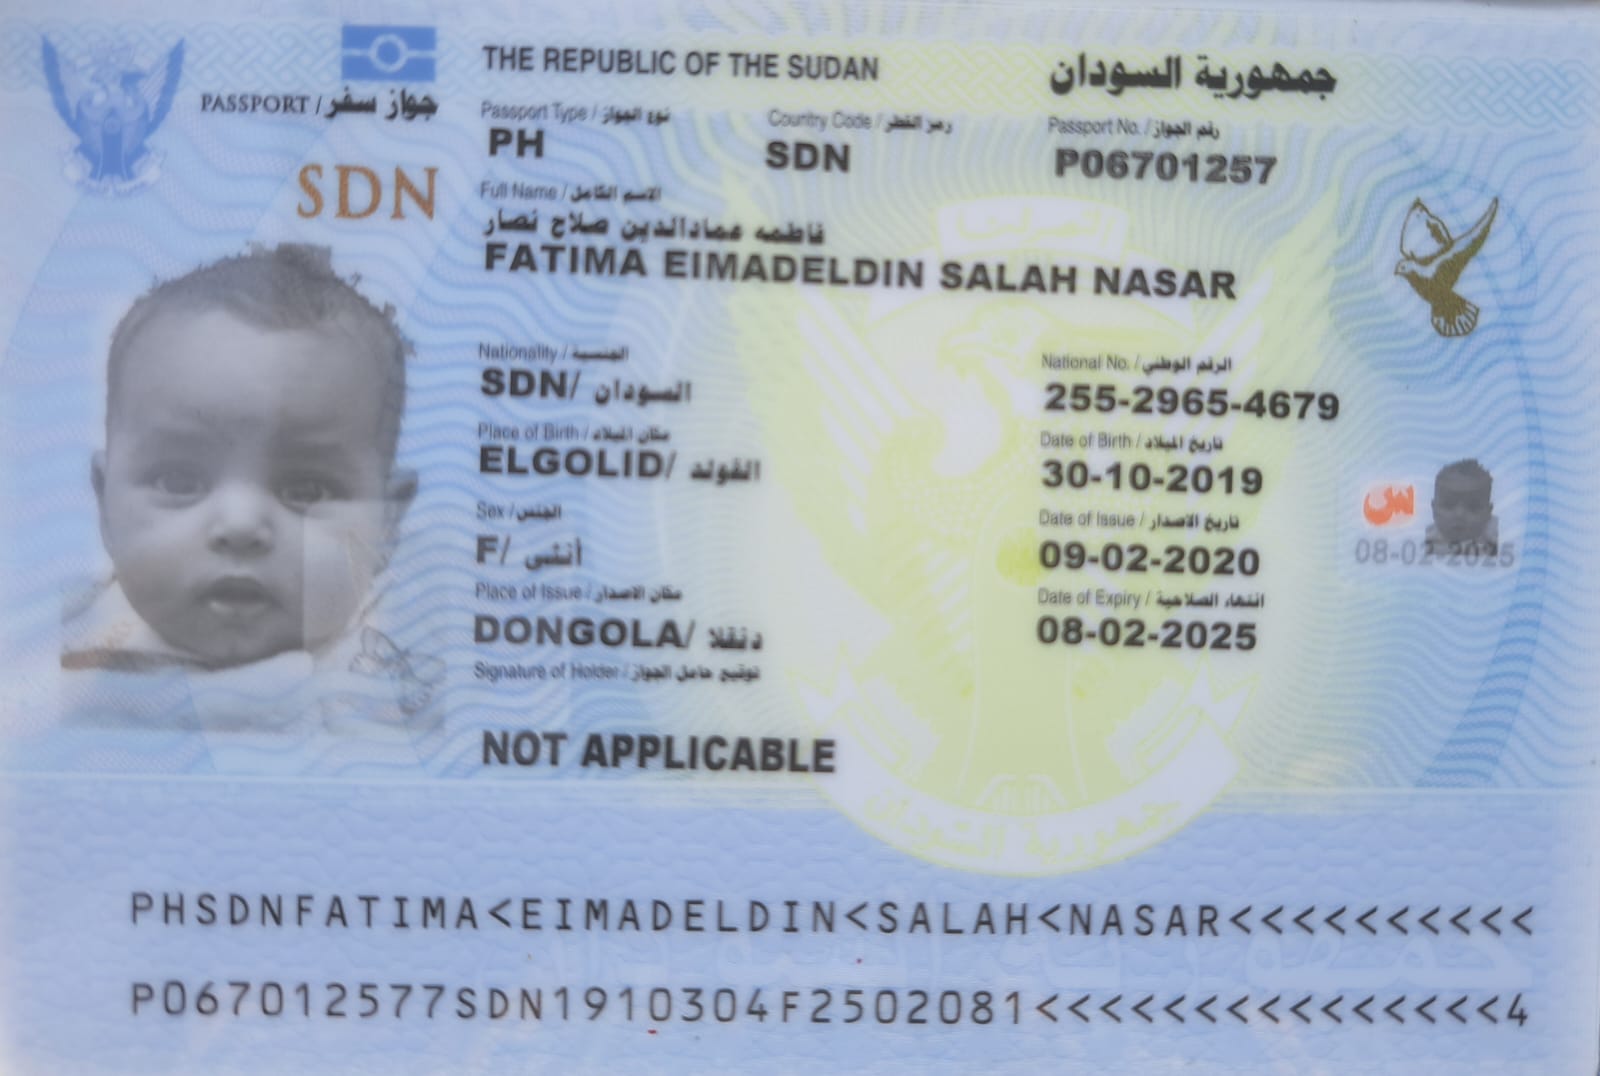 THE REPUBLIC OF THE SUDAN جمهورية السودان
PASSPORT / جواز سفر
Passport Type / نوع الجواز Country Code / رمز القطر Passport No. / رقم الجواز
PH SDN P06701257
SDN
Full Name / الاسم الكامل
فاطمه عمادالدين صلاح نصار
FATIMA EIMADELDIN SALAH NASAR
Nationality / الجنسية National No. / الرقم الوطني
SDN/ السودان 255-2965-4679
Place of Birth / مكان الميلاد Date of Birth / تاريخ الميلاد
ELGOLID/ القولد 30-10-2019
Sex / الجنس Date of Issue / تاريخ الاصدار
F/ أنثى 09-02-2020
س
08-02-2025
Place of Issue / مكان الاصدار Date of Expiry / انتهاء الصلاحية
DONGOLA/ دنقلا 08-02-2025
Signature of Holder / توقيع حامل الجواز
NOT APPLICABLE
جمهورية السودان
PHSDNFATIMA<EIMADELDIN<SALAH<NASAR<<<<<<<<<<
P067012577SDN1910304F2502081<<<<<<<<<<<<<<<4